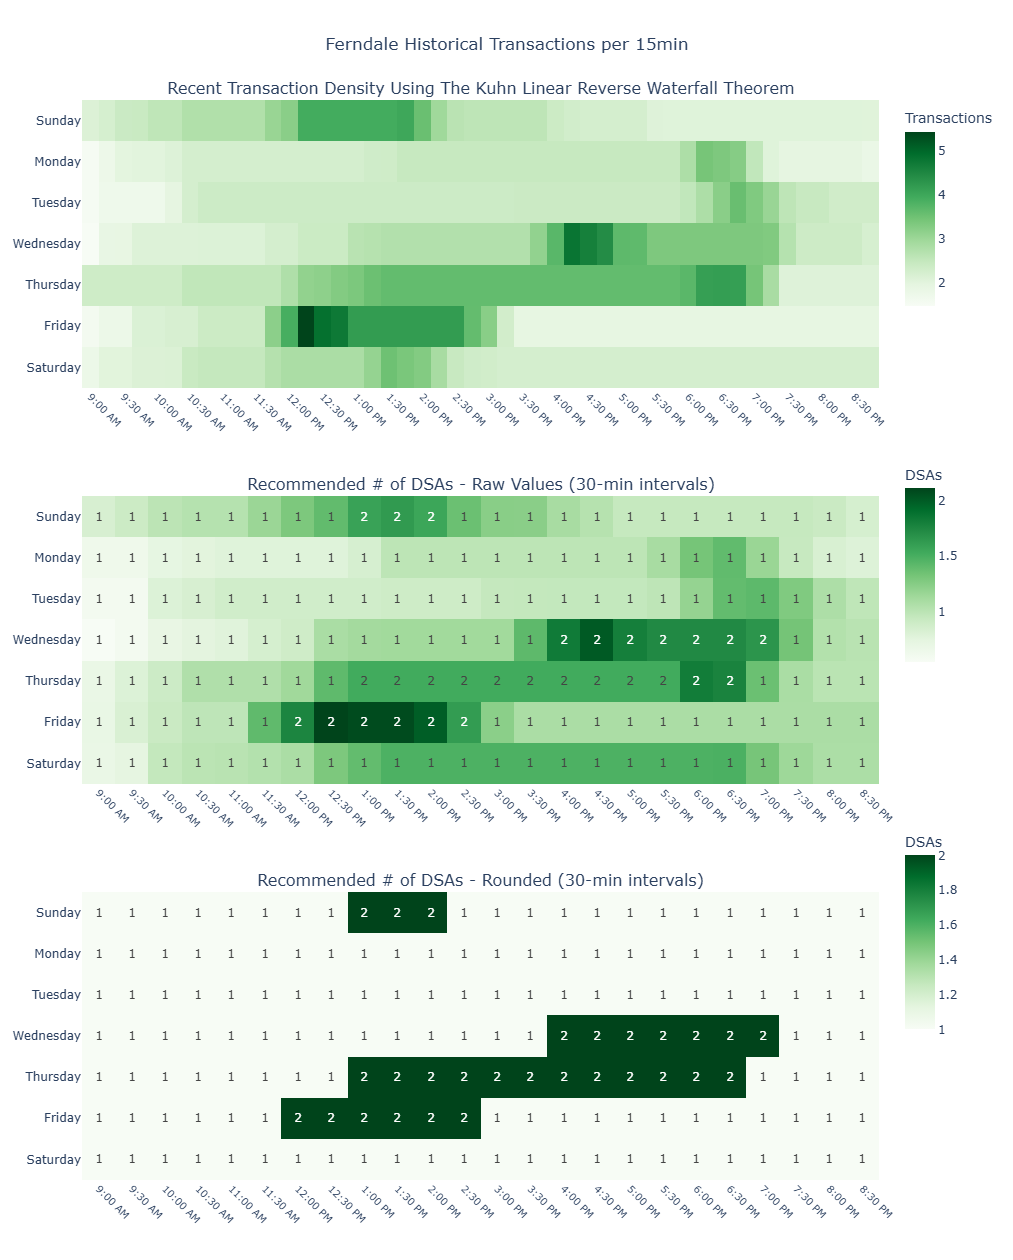 Ferndale Historical Transactions per 15min
Recent Transaction Density Using The Kuhn Linear Reverse Waterfall Theorem
Sunday
Monday
Tuesday
Wednesday
Thursday
Friday
Saturday
9:00 AM 9:30 AM 10:00 AM 10:30 AM 11:00 AM 11:30 AM 12:00 PM 12:30 PM 1:00 PM 1:30 PM 2:00 PM 2:30 PM 3:00 PM 3:30 PM 4:00 PM 4:30 PM 5:00 PM 5:30 PM 6:00 PM 6:30 PM 7:00 PM 7:30 PM 8:00 PM 8:30 PM
Transactions
5
4
3
2
Recommended # of DSAs - Raw Values (30-min intervals)
Sunday 1 1 1 1 1 1 1 1 2 2 2 1 1 1 1 1 1 1 1 1 1 1 1 1
Monday 1 1 1 1 1 1 1 1 1 1 1 1 1 1 1 1 1 1 1 1 1 1 1 1
Tuesday 1 1 1 1 1 1 1 1 1 1 1 1 1 1 1 1 1 1 1 1 1 1 1 1
Wednesday 1 1 1 1 1 1 1 1 1 1 1 1 1 1 2 2 2 2 2 2 2 1 1 1
Thursday 1 1 1 1 1 1 1 1 2 2 2 2 2 2 2 2 2 2 2 2 1 1 1 1
Friday 1 1 1 1 1 1 2 2 2 2 2 2 1 1 1 1 1 1 1 1 1 1 1 1
Saturday 1 1 1 1 1 1 1 1 1 1 1 1 1 1 1 1 1 1 1 1 1 1 1 1
9:00 AM 9:30 AM 10:00 AM 10:30 AM 11:00 AM 11:30 AM 12:00 PM 12:30 PM 1:00 PM 1:30 PM 2:00 PM 2:30 PM 3:00 PM 3:30 PM 4:00 PM 4:30 PM 5:00 PM 5:30 PM 6:00 PM 6:30 PM 7:00 PM 7:30 PM 8:00 PM 8:30 PM
DSAs
2
1.5
1
Recommended # of DSAs - Rounded (30-min intervals)
Sunday 1 1 1 1 1 1 1 1 2 2 2 1 1 1 1 1 1 1 1 1 1 1 1 1
Monday 1 1 1 1 1 1 1 1 1 1 1 1 1 1 1 1 1 1 1 1 1 1 1 1
Tuesday 1 1 1 1 1 1 1 1 1 1 1 1 1 1 1 1 1 1 1 1 1 1 1 1
Wednesday 1 1 1 1 1 1 1 1 1 1 1 1 1 1 2 2 2 2 2 2 2 1 1 1
Thursday 1 1 1 1 1 1 1 1 2 2 2 2 2 2 2 2 2 2 2 2 1 1 1 1
Friday 1 1 1 1 1 1 2 2 2 2 2 2 1 1 1 1 1 1 1 1 1 1 1 1
Saturday 1 1 1 1 1 1 1 1 1 1 1 1 1 1 1 1 1 1 1 1 1 1 1 1
9:00 AM 9:30 AM 10:00 AM 10:30 AM 11:00 AM 11:30 AM 12:00 PM 12:30 PM 1:00 PM 1:30 PM 2:00 PM 2:30 PM 3:00 PM 3:30 PM 4:00 PM 4:30 PM 5:00 PM 5:30 PM 6:00 PM 6:30 PM 7:00 PM 7:30 PM 8:00 PM 8:30 PM
DSAs
2
1.8
1.6
1.4
1.2
1